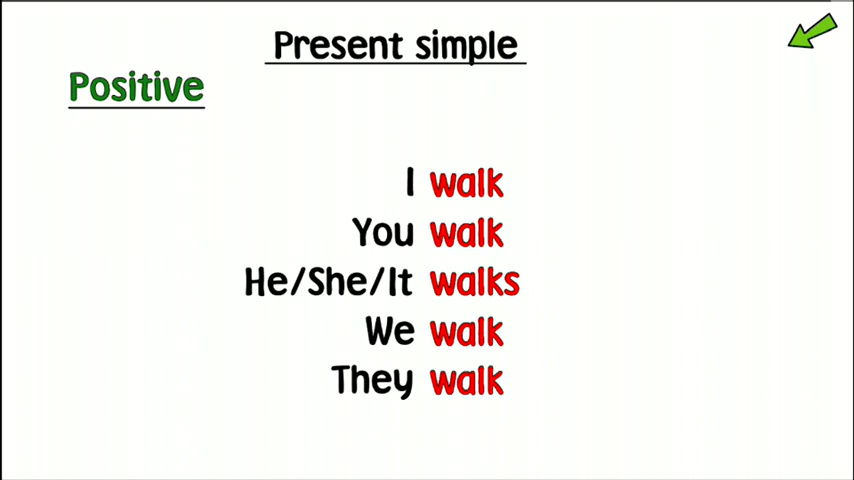 Present simple
Positive
I walk
You walk
He/She/It walks
We walk
They walk